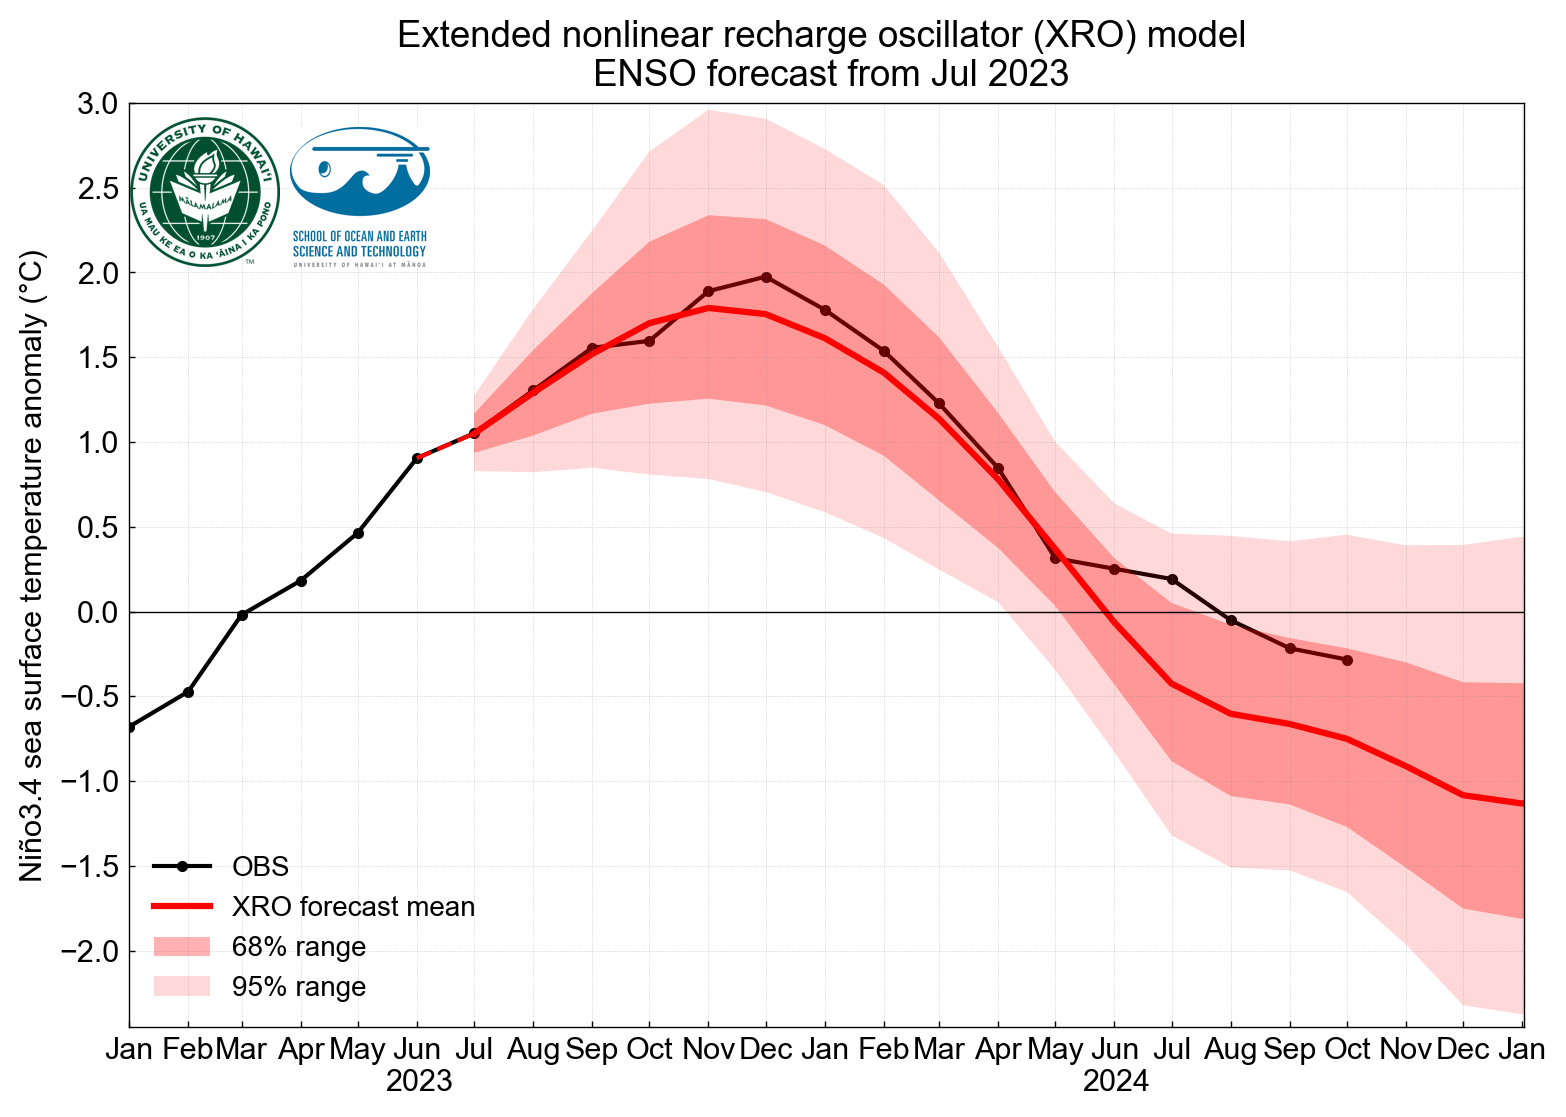 Extended nonlinear recharge oscillator (XRO) model
ENSO forecast from Jul 2023
Niño3.4 sea surface temperature anomaly (°C)
3.0
2.5
2.0
1.5
1.0
0.5
0.0
−0.5
−1.0
−1.5
−2.0
UNIVERSITY OF HAWAI‘I
MĀLAMALAMA
1907
UA MAU KE EA O KA ‘ĀINA I KA PONO
TM
SCHOOL OF OCEAN AND EARTH
SCIENCE AND TECHNOLOGY
UNIVERSITY OF HAWAI‘I AT MĀNOA
OBS
XRO forecast mean
68% range
95% range
Jan Feb Mar Apr May Jun Jul Aug Sep Oct Nov Dec Jan Feb Mar Apr May Jun Jul Aug Sep Oct Nov Dec Jan
2023 2024